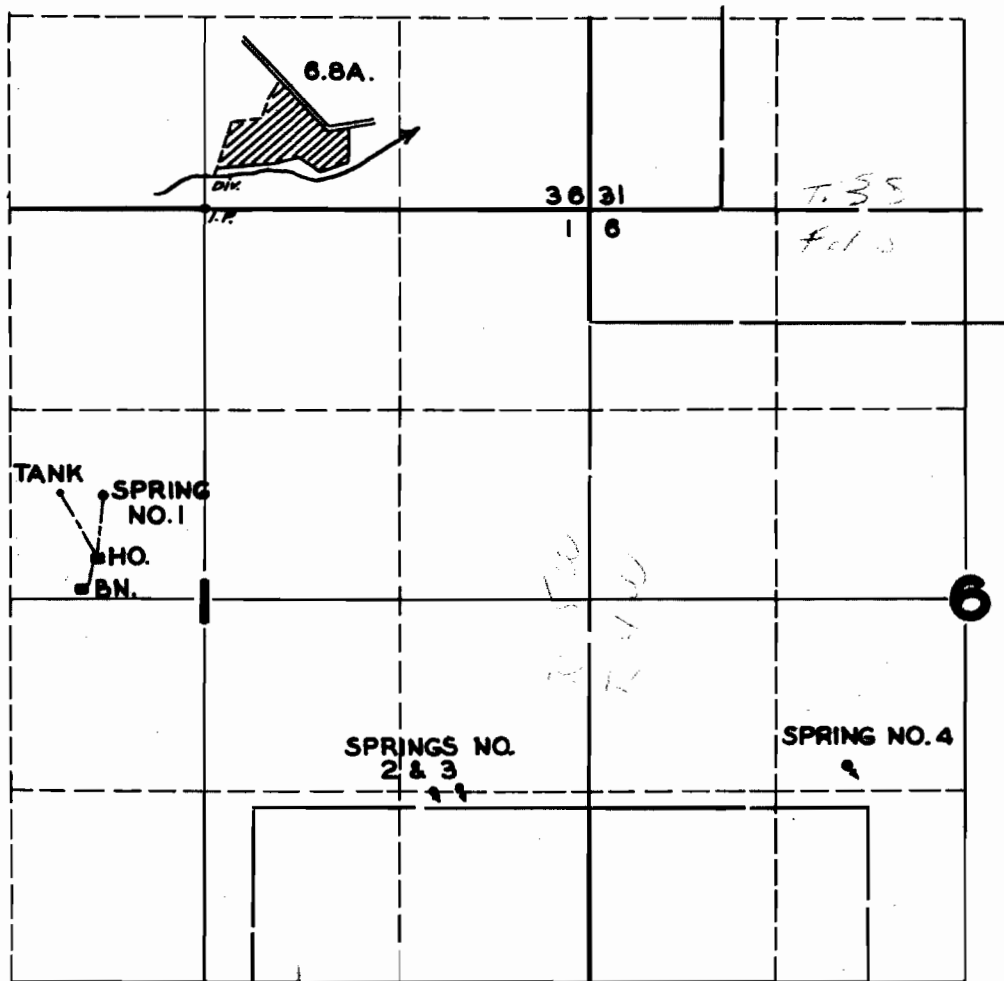 6.8A.
DIV.
I.P.
36 31
1 6
TANK
SPRING
NO. 1
HO.
BN.
1
6
SPRINGS NO.
2 & 3
SPRING NO. 4